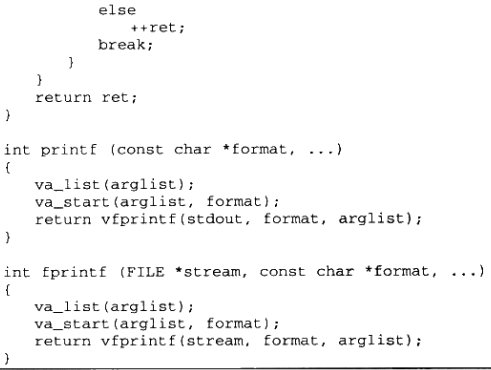 else
++ret;
break;
}
}
return ret;
}
int printf (const char *format, ...)
{
va_list(arglist);
va_start(arglist, format);
return vfprintf(stdout, format, arglist);
}
int fprintf (FILE *stream, const char *format, ...)
{
va_list(arglist);
va_start(arglist, format);
return vfprintf(stream, format, arglist);
}